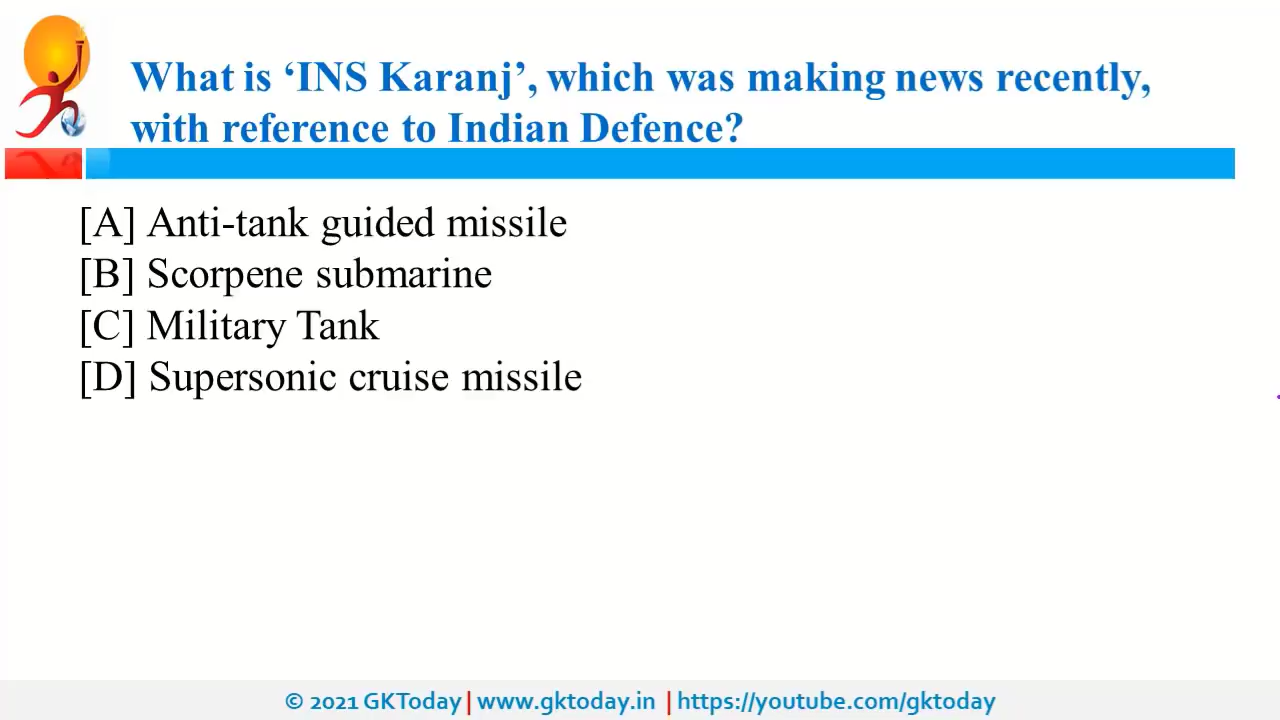 What is ‘INS Karanj’, which was making news recently,
with reference to Indian Defence?
[A] Anti-tank guided missile
[B] Scorpene submarine
[C] Military Tank
[D] Supersonic cruise missile
© 2021 GKToday | www.gktoday.in | https://youtube.com/gktoday